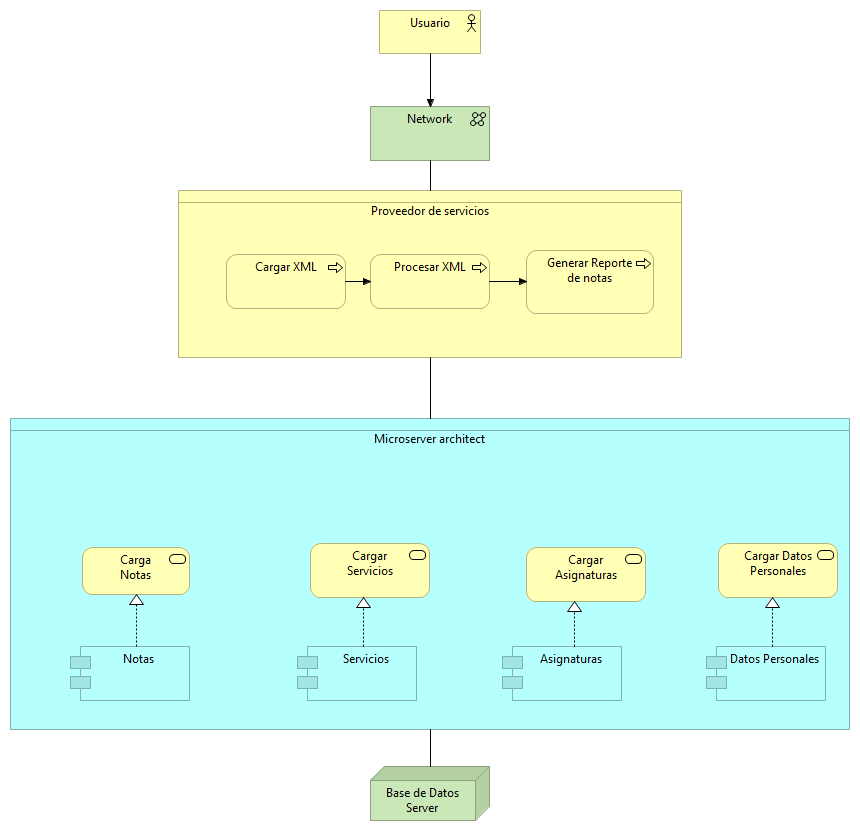 Usuario
Network
Proveedor de servicios
Cargar XML
Procesar XML
Generar Reporte
de notas
Microserver architect
Carga
Notas
Cargar
Servicios
Cargar
Asignaturas
Cargar Datos
Personales
Notas
Servicios
Asignaturas
Datos Personales
Base de Datos
Server